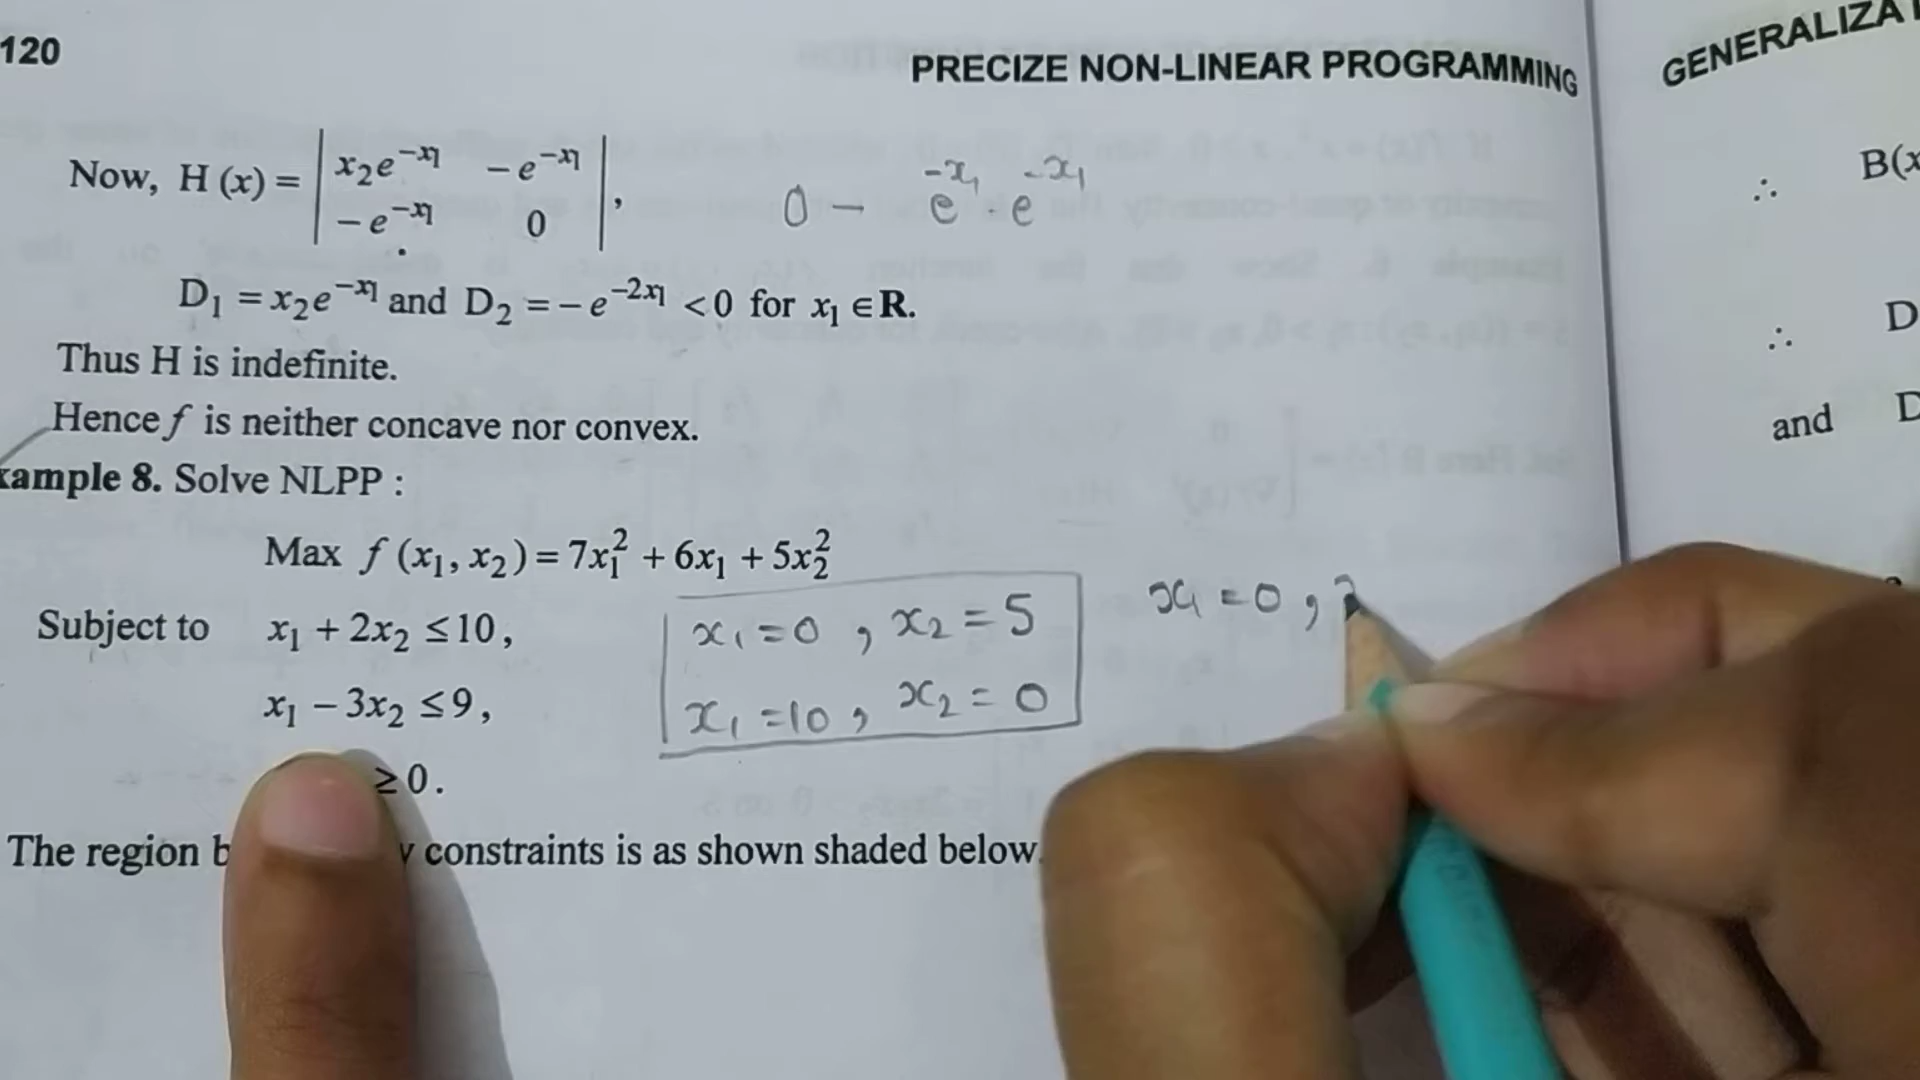 120
PRECIZE NON-LINEAR PROGRAMMING
Now, H (x) = | x₂e^−x₁ − e^−x₁ |
| − e^−x₁ 0 | ,
0 − e^−x₁ · e^−x₁
D₁ = x₂e^−x₁ and D₂ = − e^−2x₁ < 0 for x₁ ∈ R.
Thus H is indefinite.
Hence f is neither concave nor convex.
8. Solve NLPP :
Max f (x₁, x₂) = 7x₁² + 6x₁ + 5x₂²
Subject to x₁ + 2x₂ ≤ 10,
x₁ − 3x₂ ≤ 9,
≥ 0.
x₁ = 0 , x₂ = 5
x₁ = 10 , x₂ = 0
x₁ = 0 ,
The region constraints is as shown shaded below.
∴ B(x
∴ D
and D